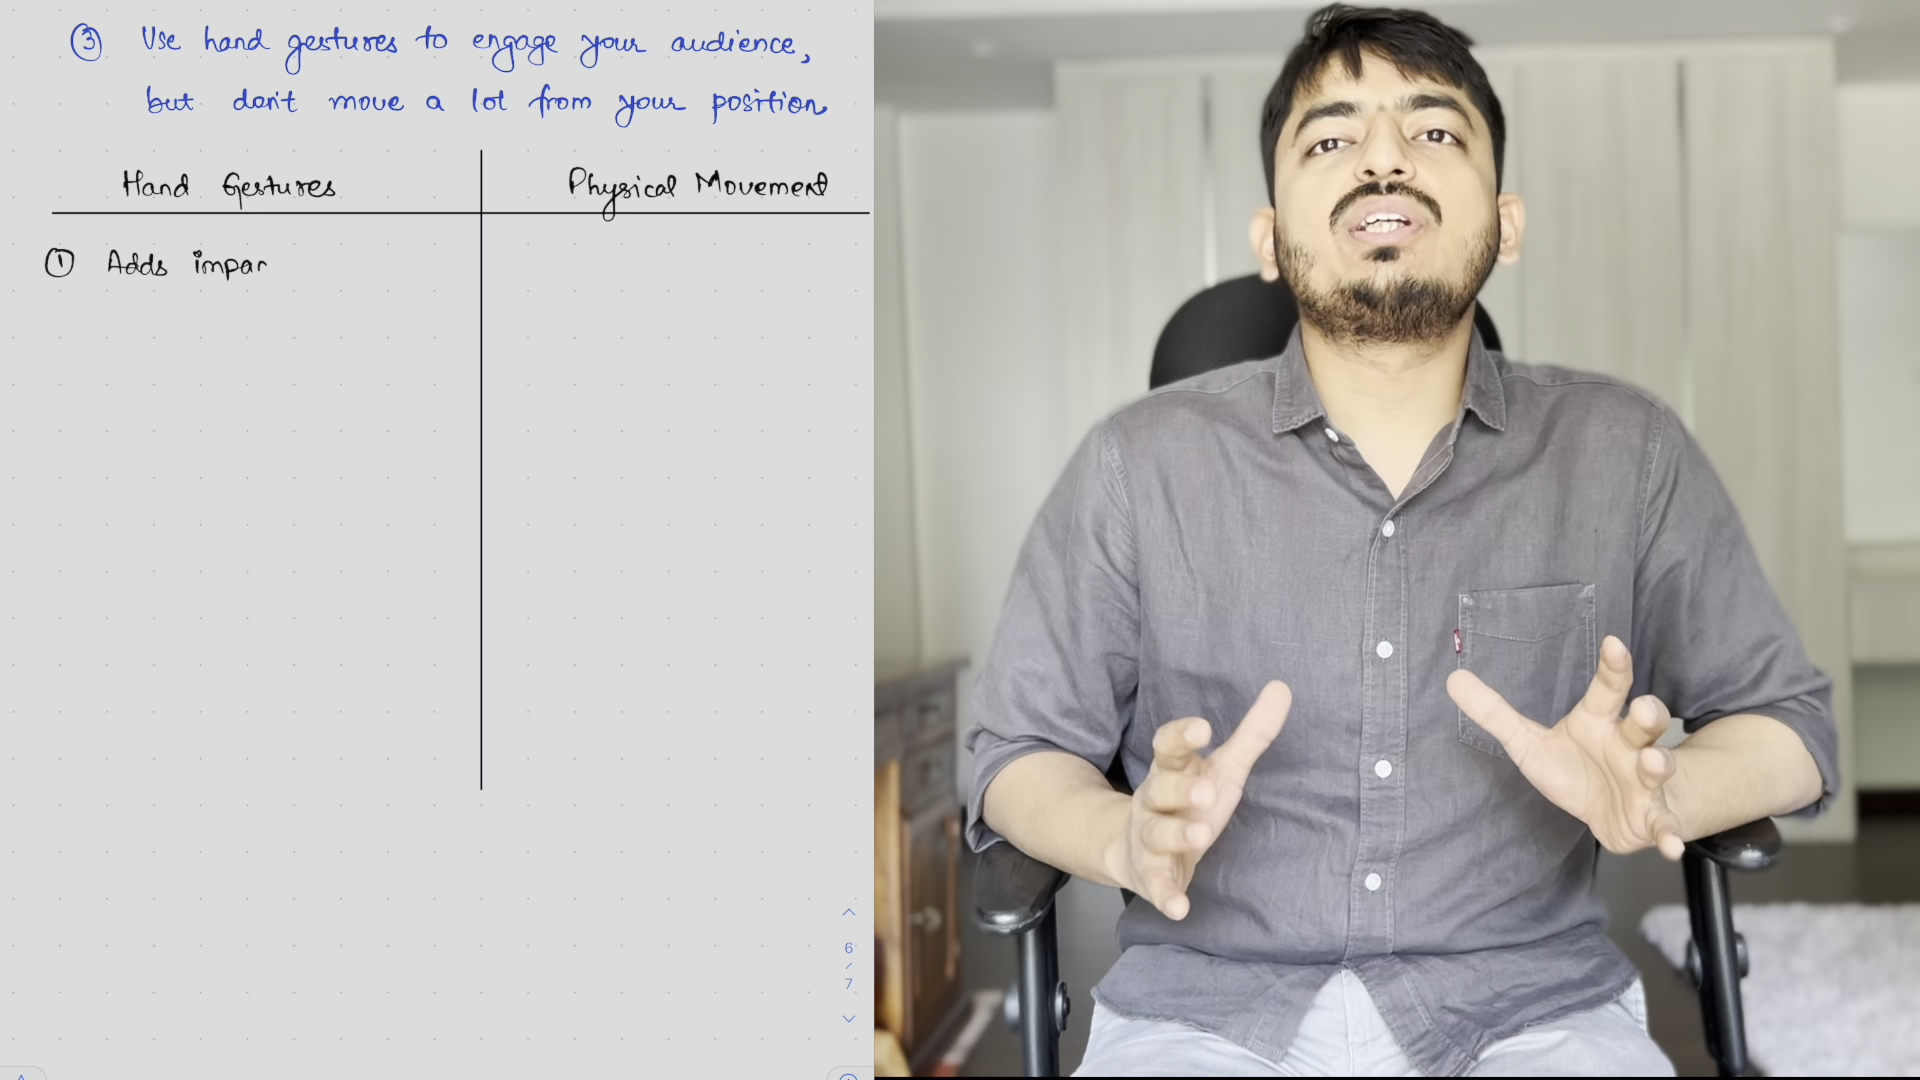 ③ Use hand gestures to engage your audience,
but don't move a lot from your position
Hand Gestures
Physical Movement
① Adds impar
6
/
7